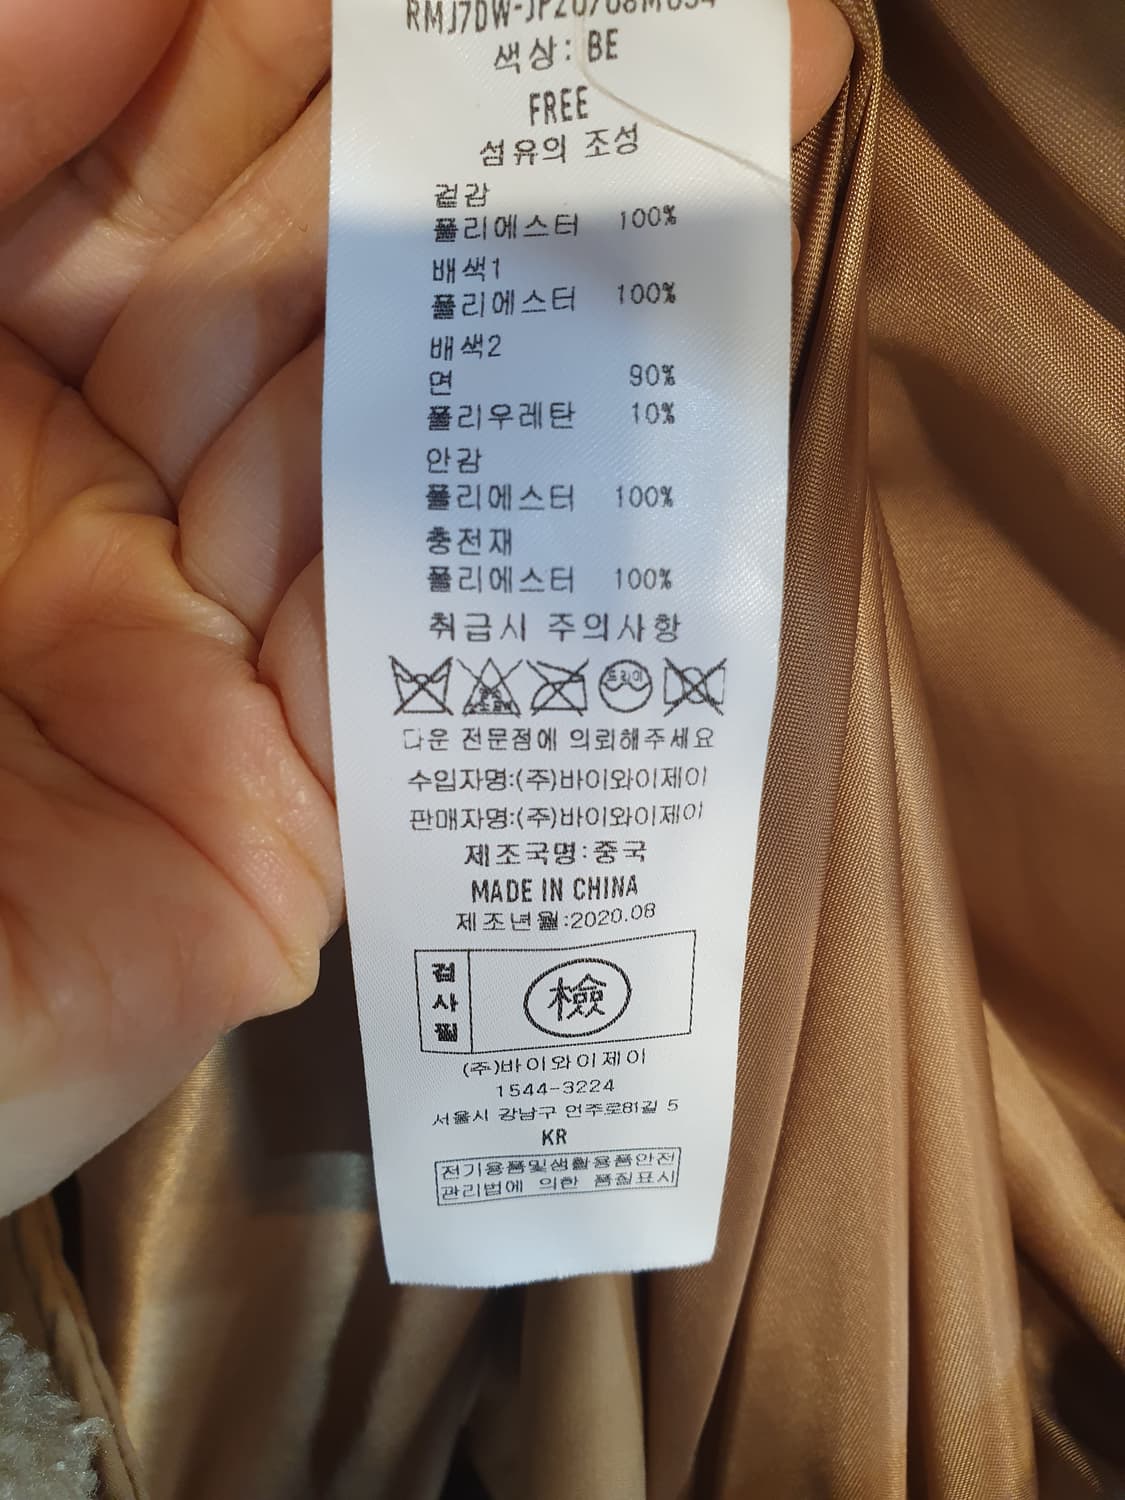 색상: BE
FREE
섬유의 조성
겉감
폴리에스터 100%
배색1
폴리에스터 100%
배색2
면 90%
폴리우레탄 10%
안감
폴리에스터 100%
충전재
폴리에스터 100%
취급시 주의사항
드라이
다운 전문점에 의뢰해주세요
수입자명:(주)바이와이제이
판매자명:(주)바이와이제이
제조국명:중국
MADE IN CHINA
제조년월:2020.08
검사필
檢
(주)바이와이제이
1544-3224
서울시 강남구 언주로81길 5
KR
전기용품및생활용품안전
관리법에 의한 품질표시